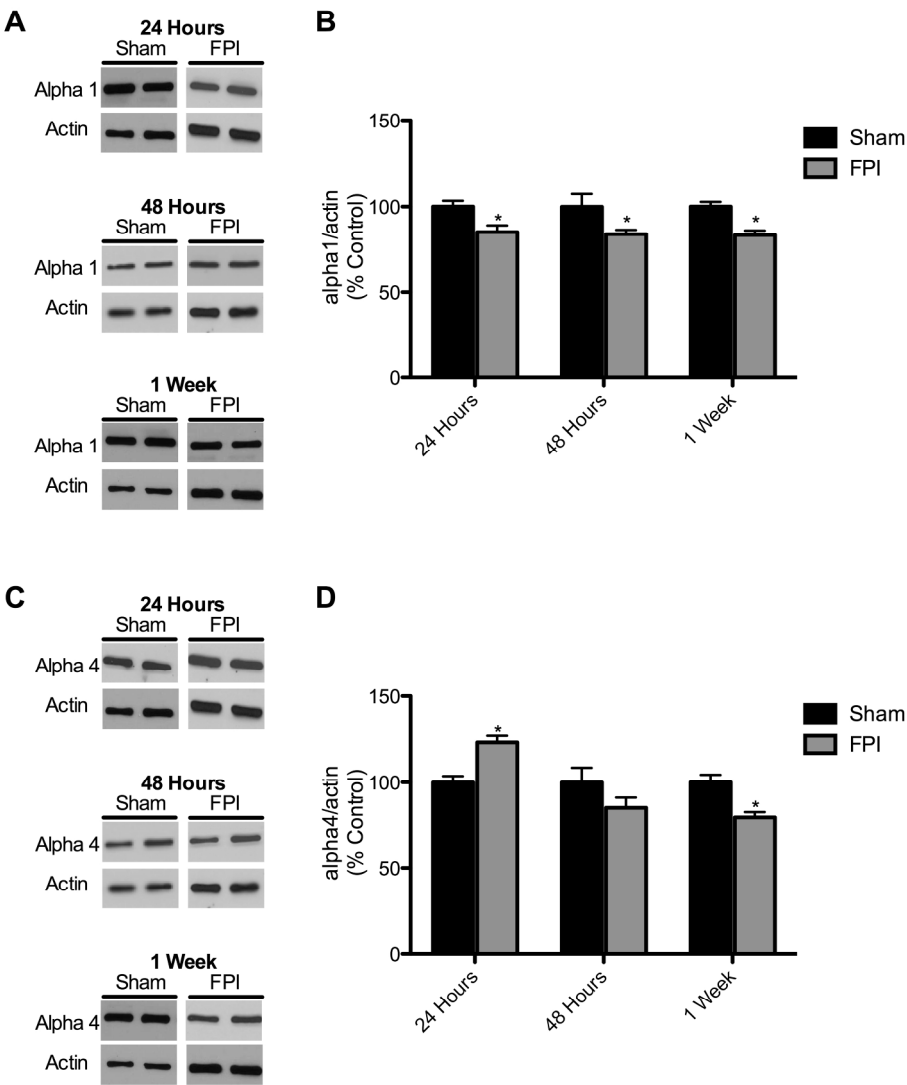 A
24 Hours
Sham FPI
Alpha 1
Actin
48 Hours
Sham FPI
Alpha 1
Actin
1 Week
Sham FPI
Alpha 1
Actin
B
150
100
50
0
alpha1/actin
(% Control)
* * *
24 Hours
48 Hours
1 Week
Sham
FPI
C
24 Hours
Sham FPI
Alpha 4
Actin
48 Hours
Sham FPI
Alpha 4
Actin
1 Week
Sham FPI
Alpha 4
Actin
D
150
100
50
0
alpha4/actin
(% Control)
* *
24 Hours
48 Hours
1 Week
Sham
FPI